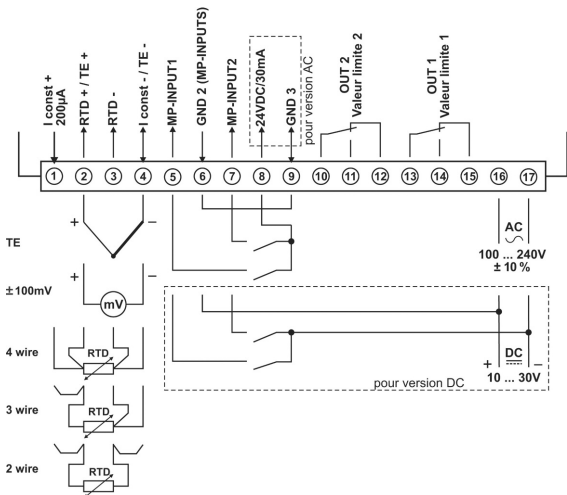 I const +
200µA
RTD + / TE +
RTD -
I const - / TE -
MP-INPUT1
GND 2 (MP-INPUTS)
MP-INPUT2
24VDC/30mA
GND 3
pour version AC
OUT 2
Valeur limite 2
OUT 1
Valeur limite 1
1 2 3 4 5 6 7 8 9 10 11 12 13 14 15 16 17
+ −
TE
AC
100 ... 240V
± 10 %
+ −
±100mV
mV
4 wire
RTD
+ DC −
10 ... 30V
pour version DC
3 wire
RTD
2 wire
RTD